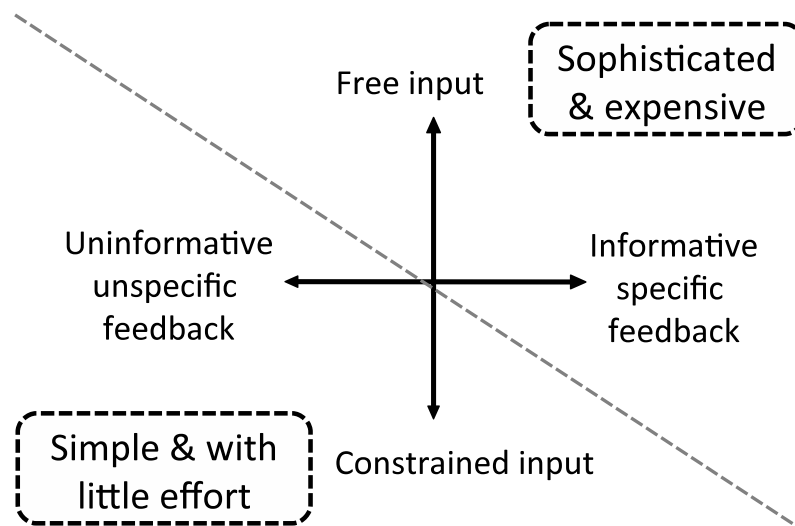 Sophisticated
& expensive
Free input
Uninformative
unspecific
feedback
Informative
specific
feedback
Simple & with
little effort
Constrained input